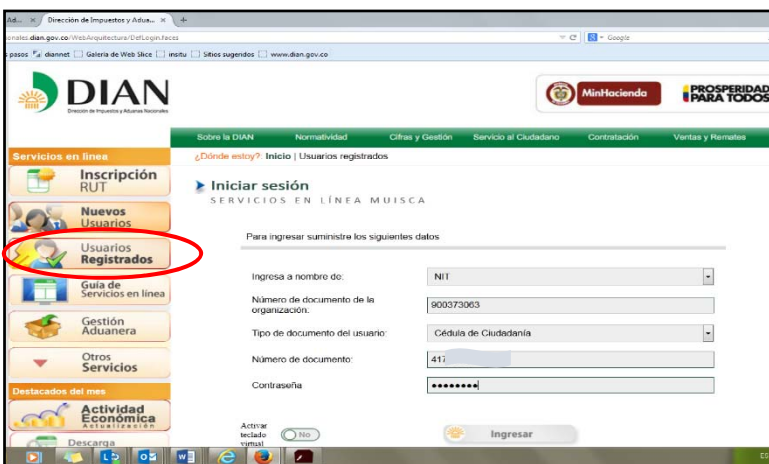 Ad... × Dirección de Impuestos y Adua... × +
onales.dian.gov.co/WebArquitectura/DefLogin.faces
Google
s pasos diannet Galería de Web Slice insitu Sitios sugeridos www.dian.gov.co
DIAN
Dirección de Impuestos y Aduanas Nacionales
MinHacienda
PROSPERIDAD
PARA TODOS
Sobre la DIAN Normatividad Cifras y Gestión Servicio al Ciudadano Contratación Ventas y Remates
Servicios en línea
¿Dónde estoy?: Inicio | Usuarios registrados
Inscripción
RUT
Nuevos
Usuarios
Usuarios
Registrados
Guía de
Servicios en línea
Gestión
Aduanera
Otros
Servicios
Destacados del mes
Actividad
Económica
Actualización
Descarga
Iniciar sesión
SERVICIOS EN LÍNEA MUISCA
Para ingresar suministre los siguientes datos
Ingresa a nombre de: NIT
Número de documento de la
organización: 900373063
Tipo de documento del usuario: Cédula de Ciudadanía
Número de documento: 417
Contraseña ••••••••
Activar
teclado
virtual
No
Ingresar
ES